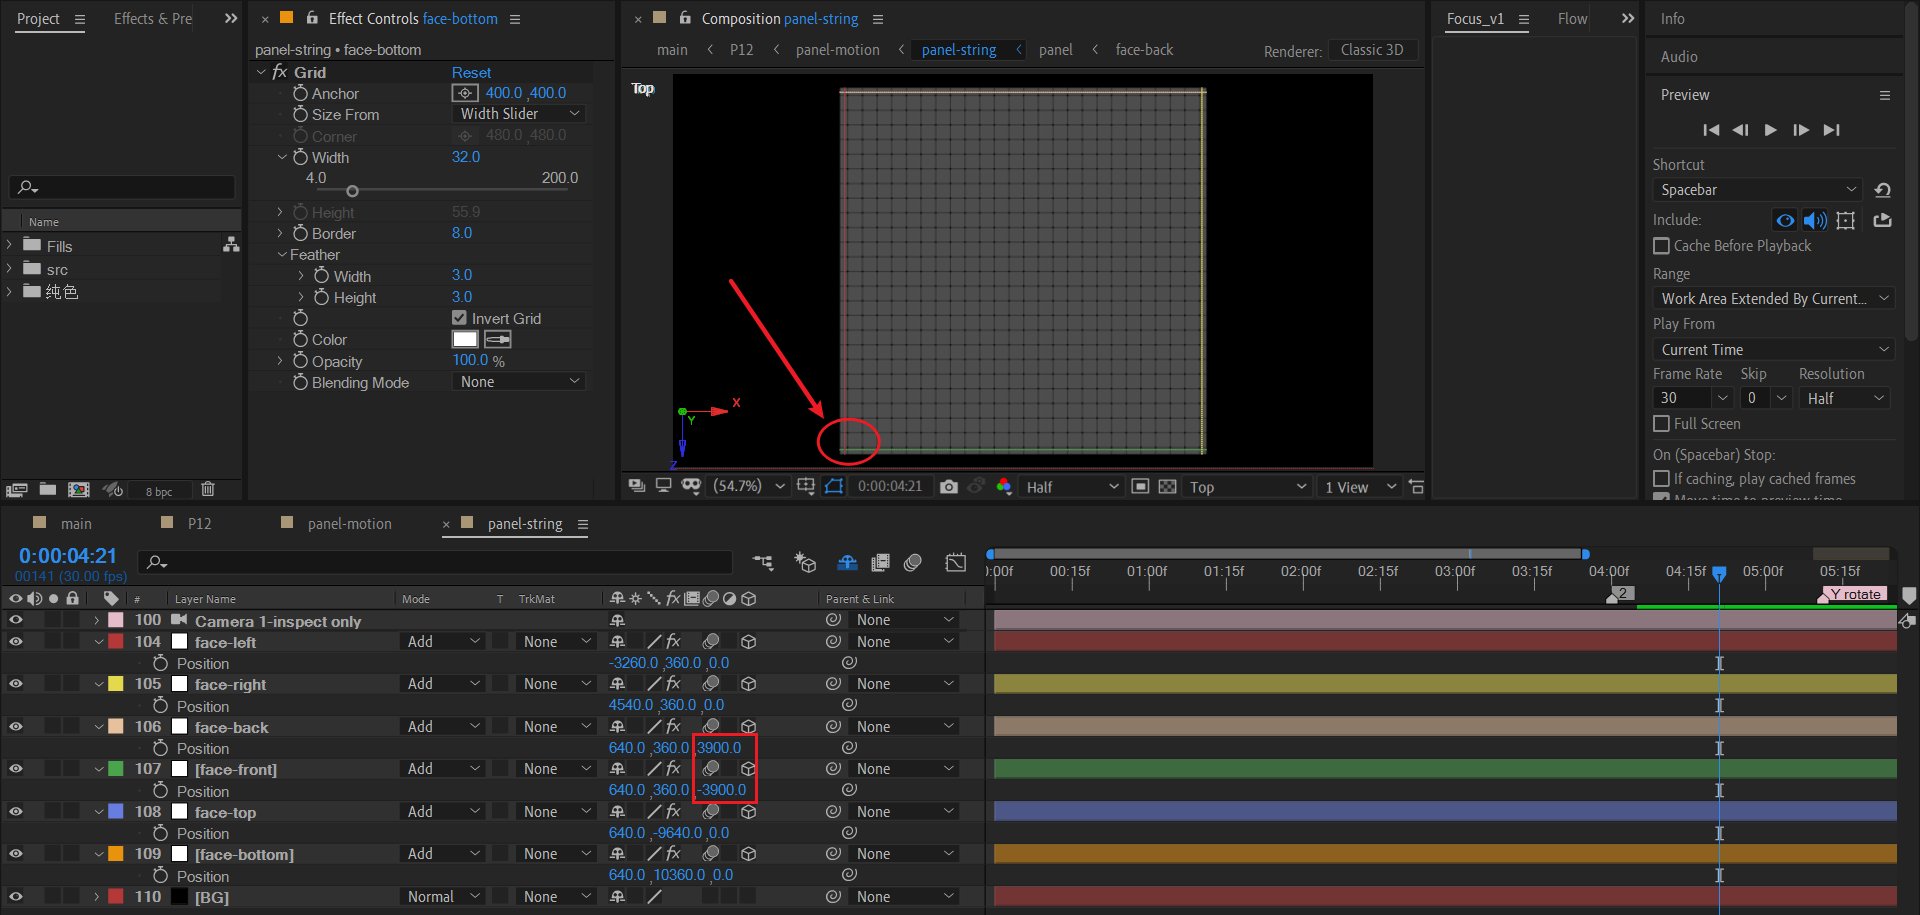 Project
Effects & Pre
Name
Fills
src
纯色
8 bpc
Effect Controls face-bottom
panel-string • face-bottom
fx Grid Reset
Anchor 400.0 ,400.0
Size From Width Slider
Corner 480.0 ,480.0
Width 32.0
4.0 200.0
Height 55.9
Border 8.0
Feather
Width 3.0
Height 3.0
Invert Grid
Color
Opacity 100.0 %
Blending Mode None
Composition panel-string
main P12 panel-motion panel-string panel face-back
Renderer: Classic 3D
Top
X
Y
Z
(54.7%) 0:00:04:21 Half Top 1 View
Focus_v1 Flow
Info
Audio
Preview
Shortcut
Spacebar
Include:
Cache Before Playback
Range
Work Area Extended By Current...
Play From
Current Time
Frame Rate Skip Resolution
30 0 Half
Full Screen
On (Spacebar) Stop:
If caching, play cached frames
Move time to preview time
main P12 panel-motion panel-string
0:00:04:21
00141 (30.00 fps)
):00f 00:15f 01:00f 01:15f 02:00f 02:15f 03:00f 03:15f 04:00f 04:15f 05:00f 05:15f
2 Y rotate
# Layer Name Mode T TrkMat fx Parent & Link
100 Camera 1-inspect only None
104 face-left Add None fx None
Position -3260.0 ,360.0 ,0.0
105 face-right Add None fx None
Position 4540.0 ,360.0 ,0.0
106 face-back Add None fx None
Position 640.0 ,360.0 ,3900.0
107 [face-front] Add None fx None
Position 640.0 ,360.0 ,-3900.0
108 face-top Add None fx None
Position 640.0 ,-9640.0 ,0.0
109 [face-bottom] Add None fx None
Position 640.0 ,10360.0 ,0.0
110 [BG] Normal None None